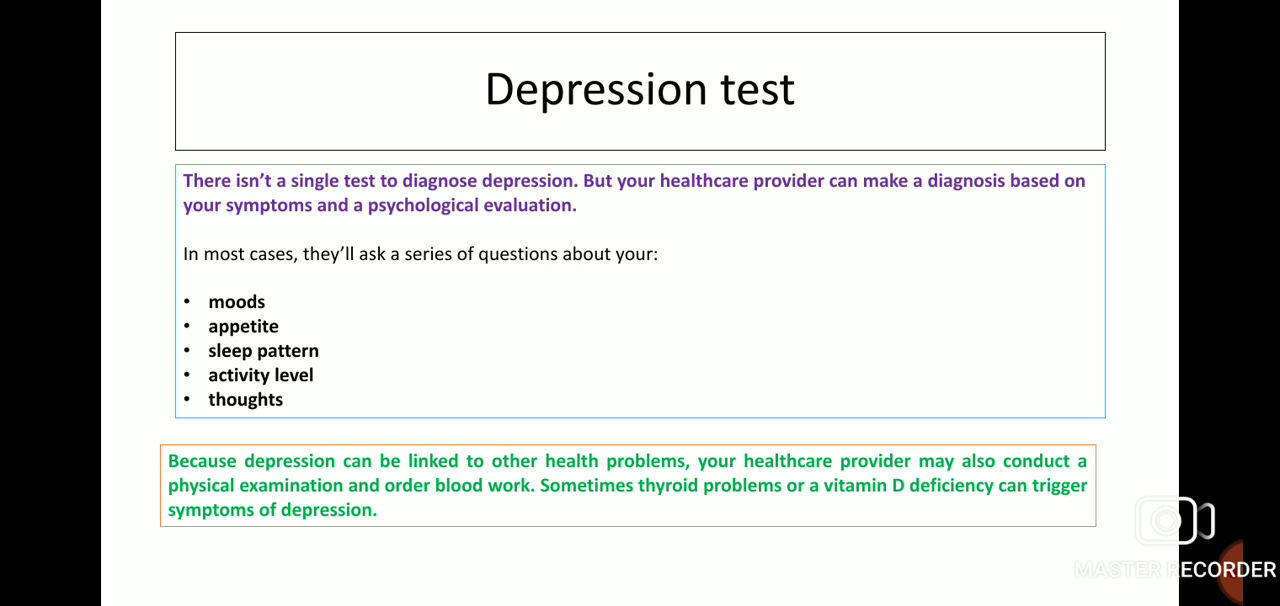 Depression test
There isn’t a single test to diagnose depression. But your healthcare provider can make a diagnosis based on
your symptoms and a psychological evaluation.
In most cases, they’ll ask a series of questions about your:
• moods
• appetite
• sleep pattern
• activity level
• thoughts
Because depression can be linked to other health problems, your healthcare provider may also conduct a
physical examination and order blood work. Sometimes thyroid problems or a vitamin D deficiency can trigger
symptoms of depression.
MASTER RECORDER